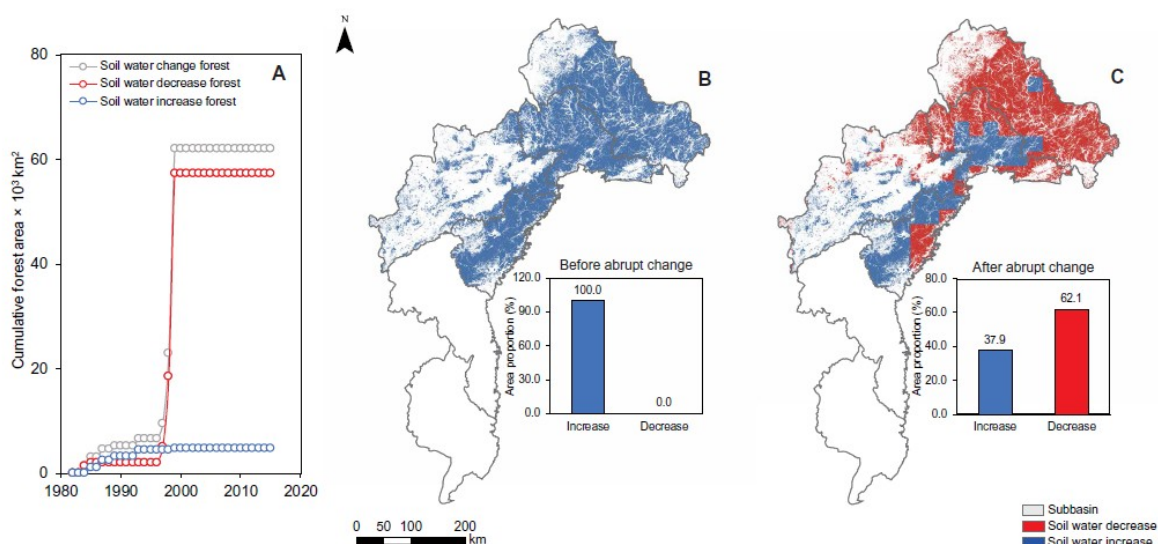 Cumulative forest area × 10³ km²
80
60
40
20
0
1980
1990
2000
2010
2020
A
Soil water change forest
Soil water decrease forest
Soil water increase forest
N
B
Before abrupt change
Area proportion (%)
120.0
90.0
60.0
30.0
0.0
100.0
0.0
Increase
Decrease
0 50 100 200
km
C
After abrupt change
Area proportion (%)
80.0
60.0
40.0
20.0
0.0
37.9
62.1
Increase
Decrease
Subbasin
Soil water decrease
Soil water increase